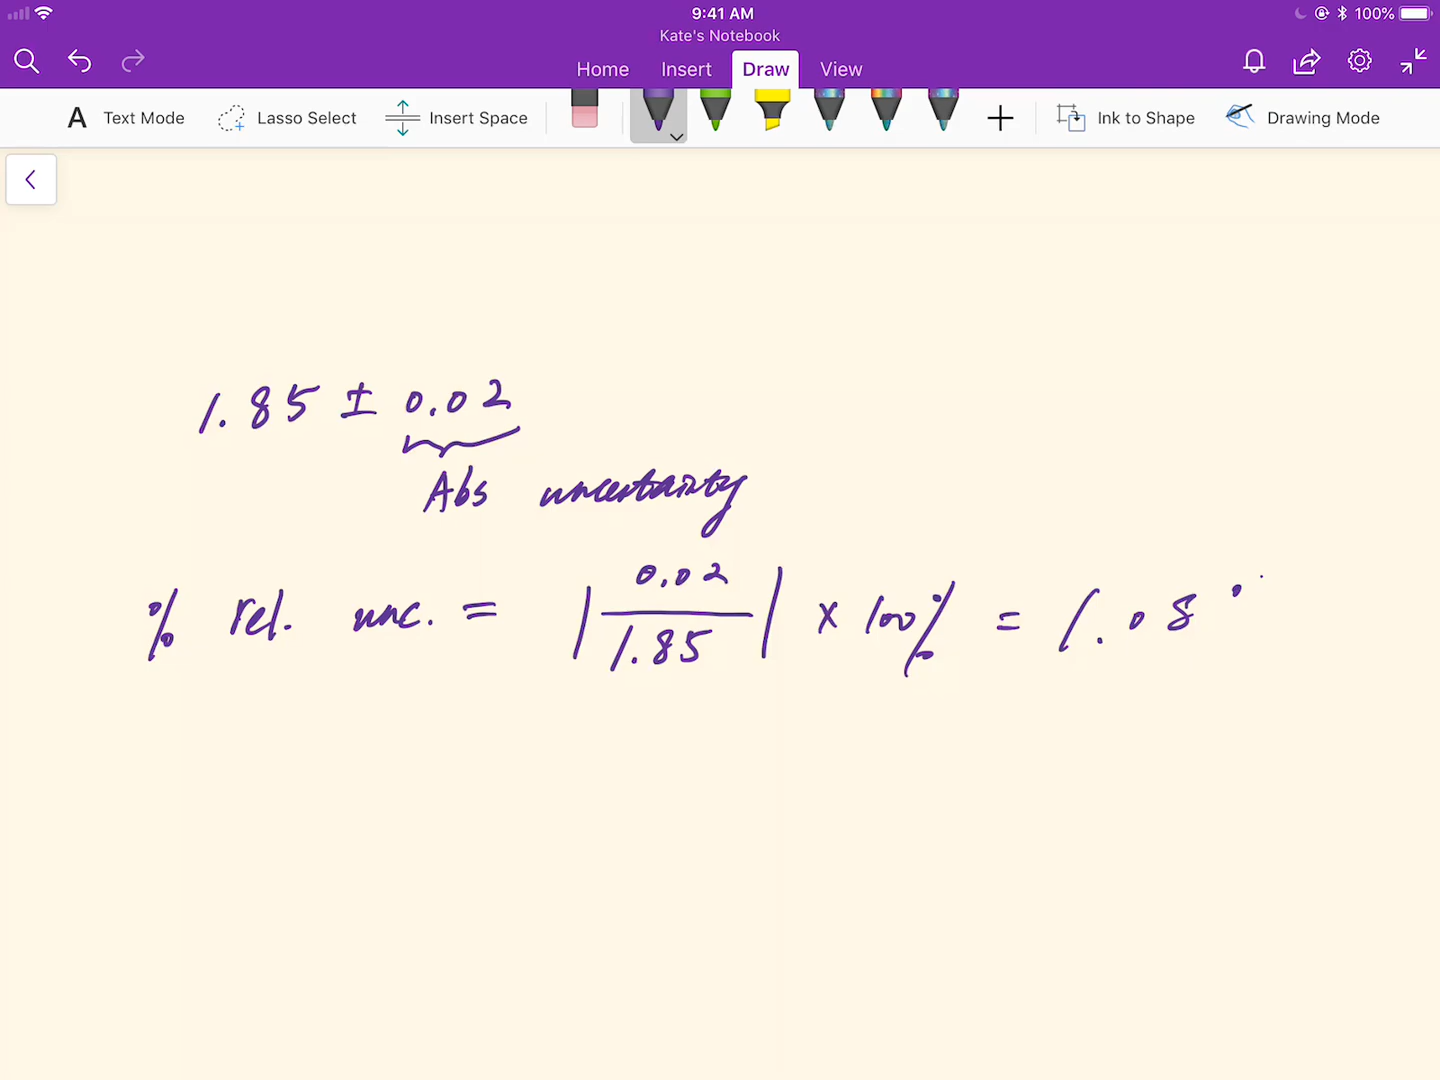 9:41 AM
100%
Kate's Notebook
Home Insert Draw View
A Text Mode Lasso Select Insert Space Ink to Shape Drawing Mode
1.85 ± 0.02
Abs uncertainty
% rel. unc. = | 0.02 / 1.85 | × 100% = 1.08